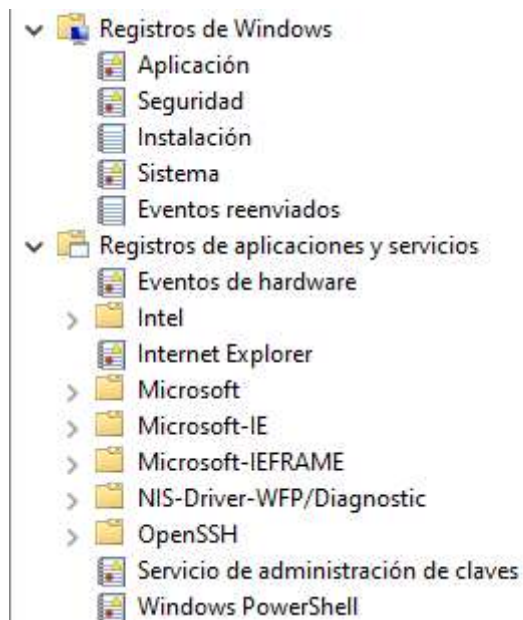 Registros de Windows
Aplicación
Seguridad
Instalación
Sistema
Eventos reenviados
Registros de aplicaciones y servicios
Eventos de hardware
Intel
Internet Explorer
Microsoft
Microsoft-IE
Microsoft-IEFRAME
NIS-Driver-WFP/Diagnostic
OpenSSH
Servicio de administración de claves
Windows PowerShell